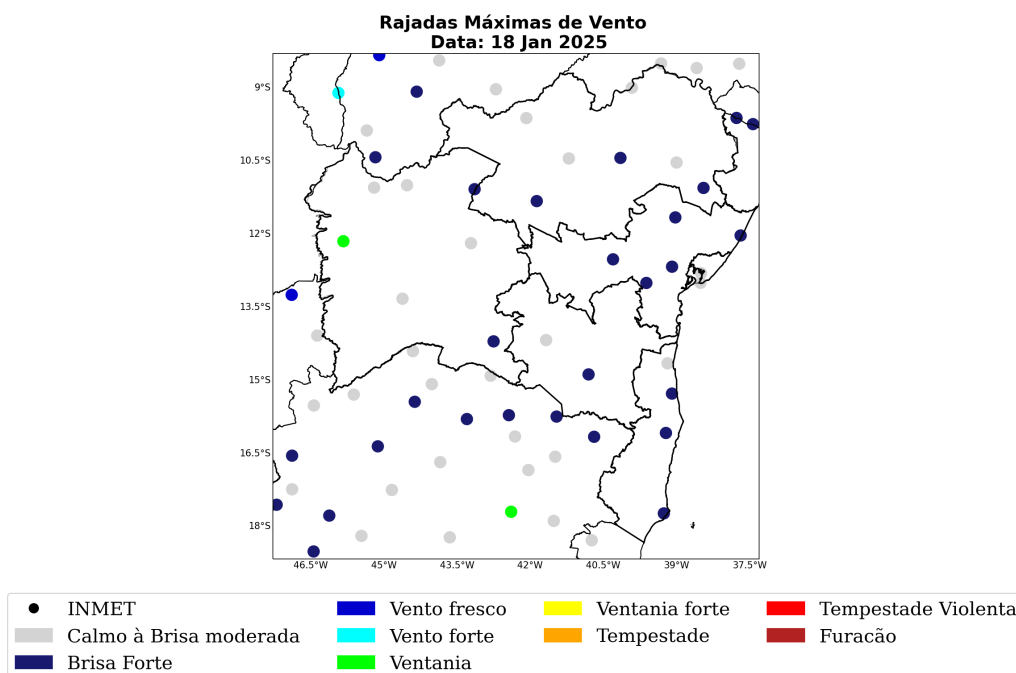 Rajadas Máximas de Vento
Data: 18 Jan 2025
9°S
10.5°S
12°S
13.5°S
15°S
16.5°S
18°S
46.5°W 45°W 43.5°W 42°W 40.5°W 39°W 37.5°W
INMET Vento fresco Ventania forte Tempestade Violenta
Calmo à Brisa moderada Vento forte Tempestade Furacão
Brisa Forte Ventania